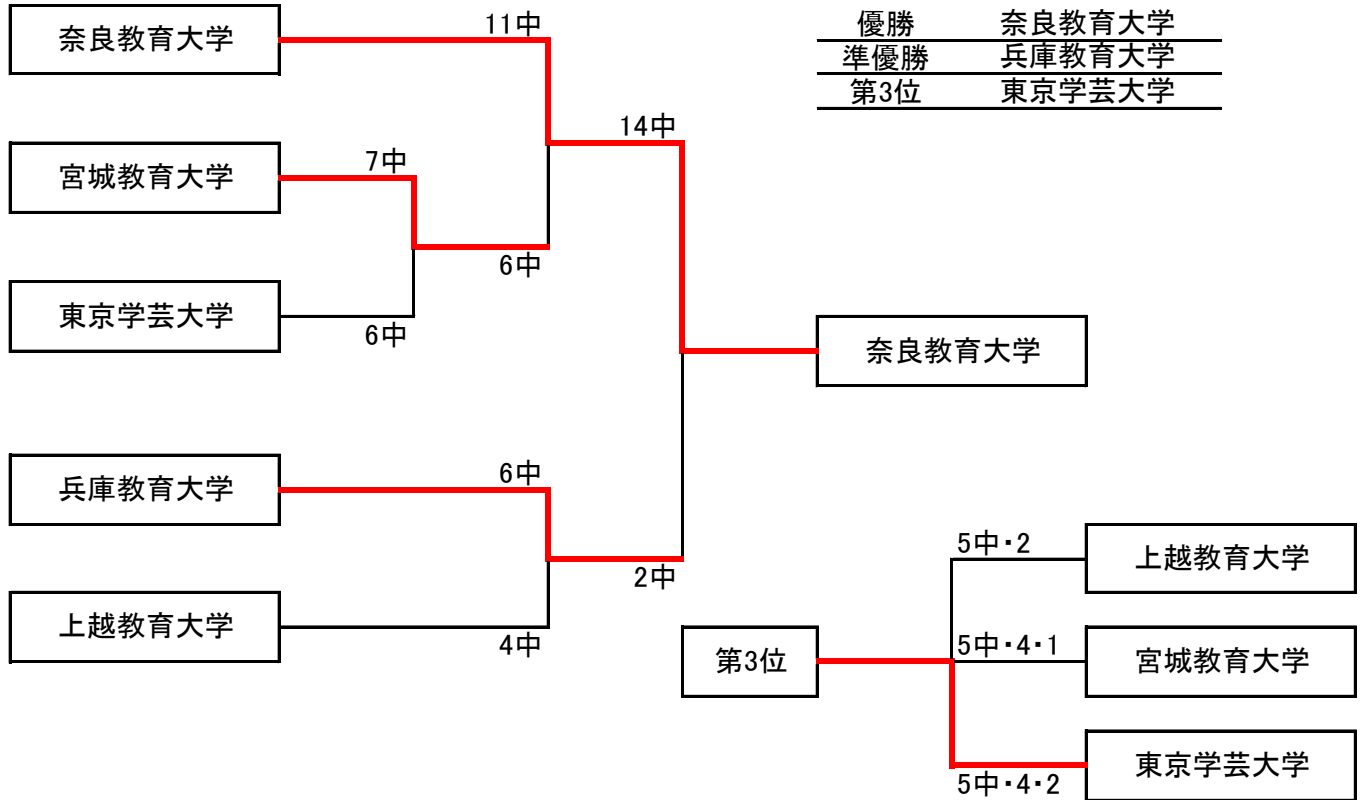 奈良教育大学
11中
優勝 奈良教育大学
準優勝 兵庫教育大学
第3位 東京学芸大学
14中
宮城教育大学
7中
6中
東京学芸大学
6中
奈良教育大学
兵庫教育大学
6中
2中
上越教育大学
4中
5中・2
上越教育大学
第3位
5中・4・1
宮城教育大学
5中・4・2
東京学芸大学